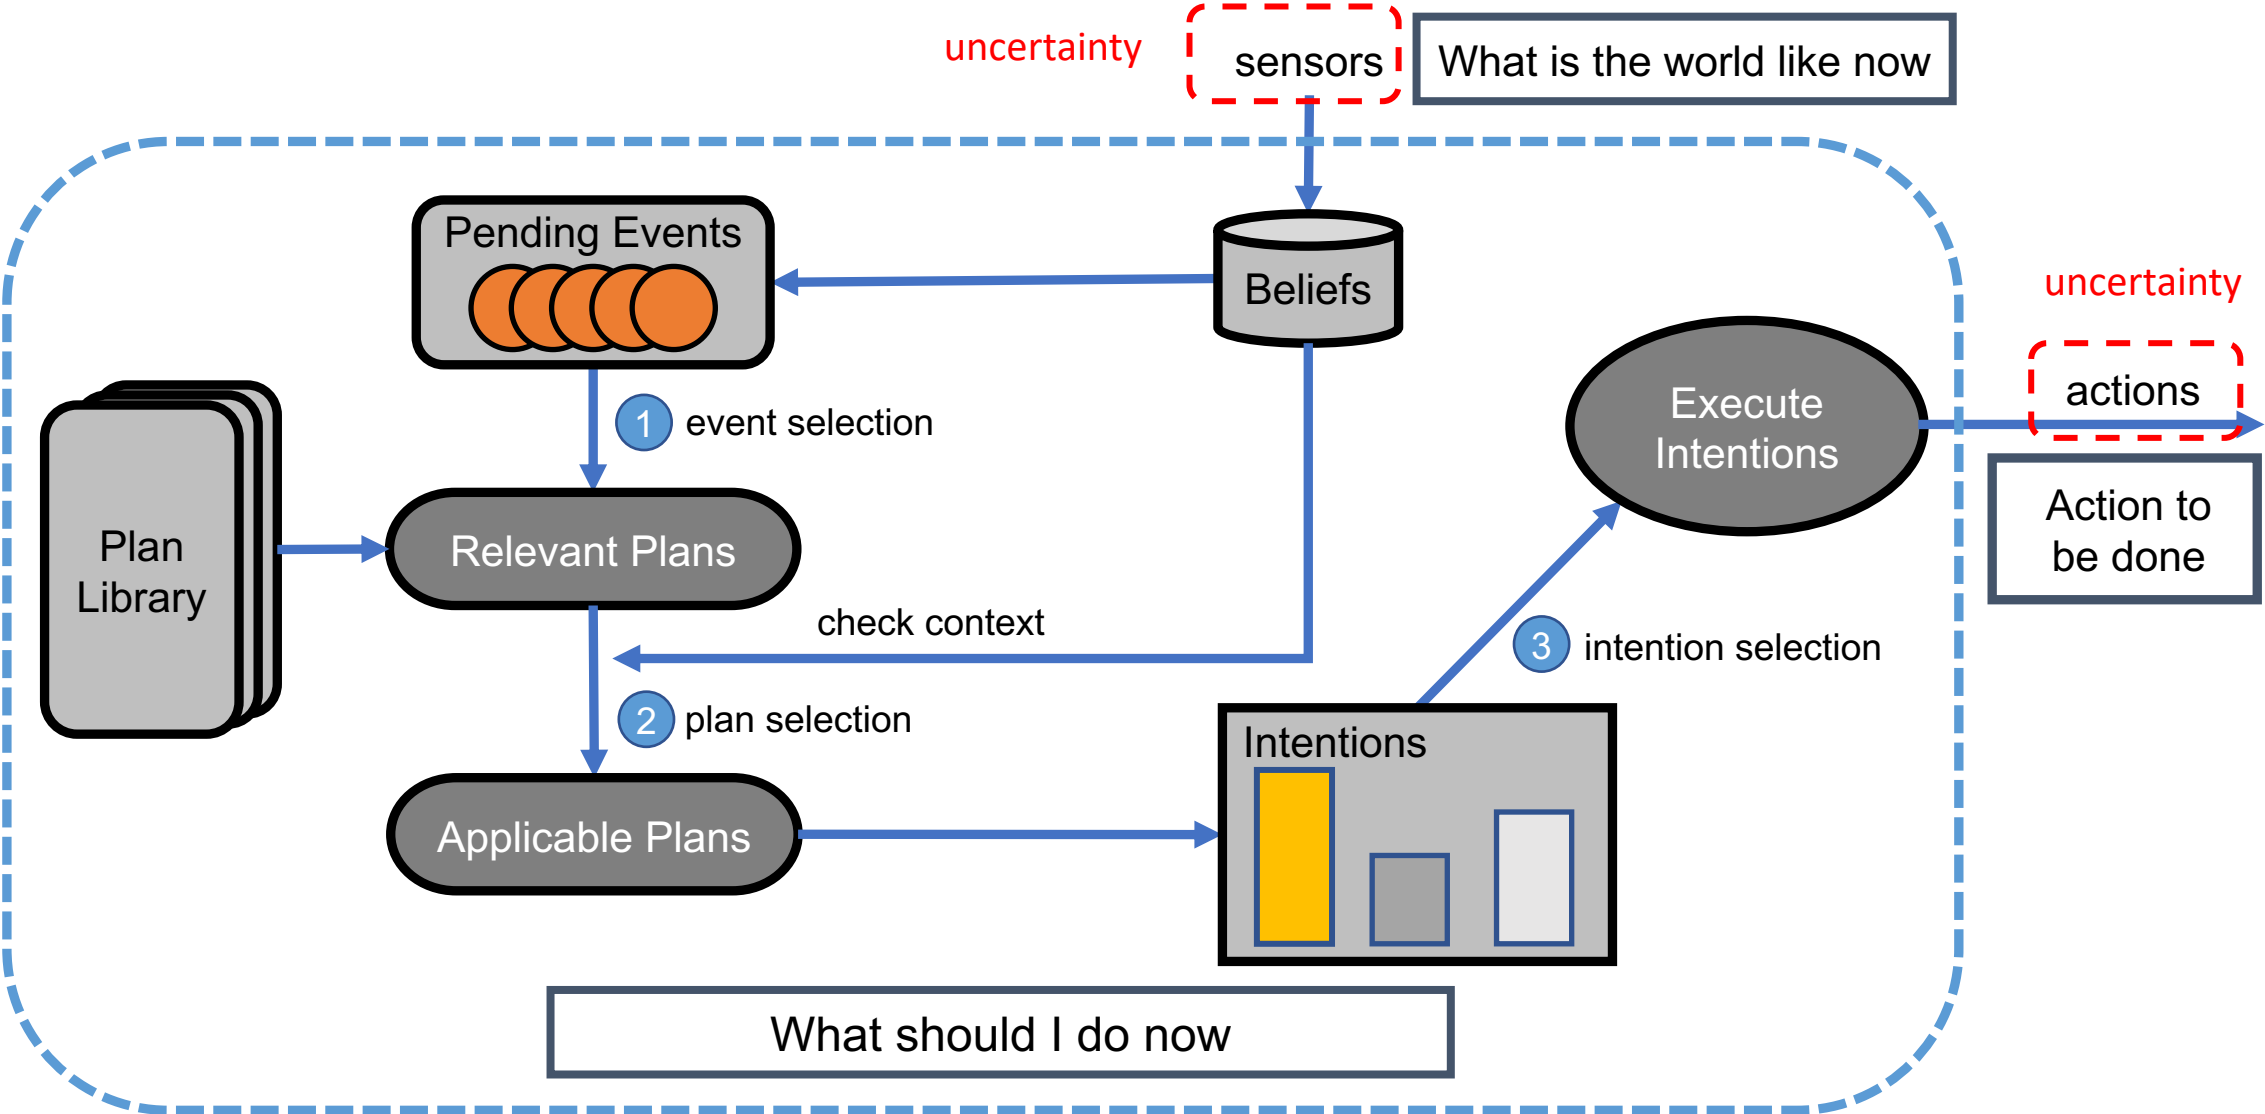 uncertainty
sensors
What is the world like now
Pending Events
Beliefs
uncertainty
actions
Execute
Intentions
1
event selection
Action to
be done
Plan
Library
Relevant Plans
check context
3
intention selection
2
plan selection
Intentions
Applicable Plans
What should I do now